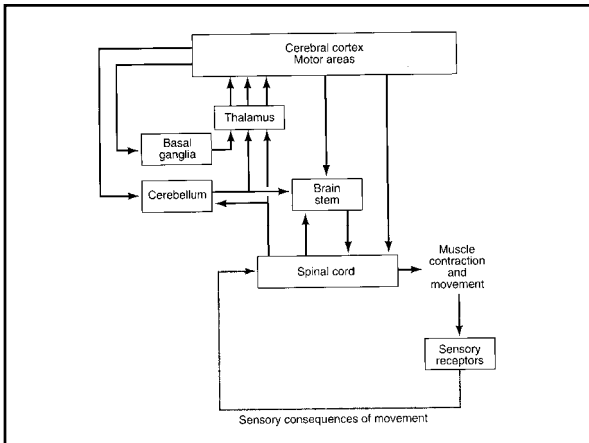 Cerebral cortex
Motor areas
Thalamus
Basal
ganglia
Cerebellum
Brain
stem
Spinal cord
Muscle
contraction
and
movement
Sensory
receptors
Sensory consequences of movement